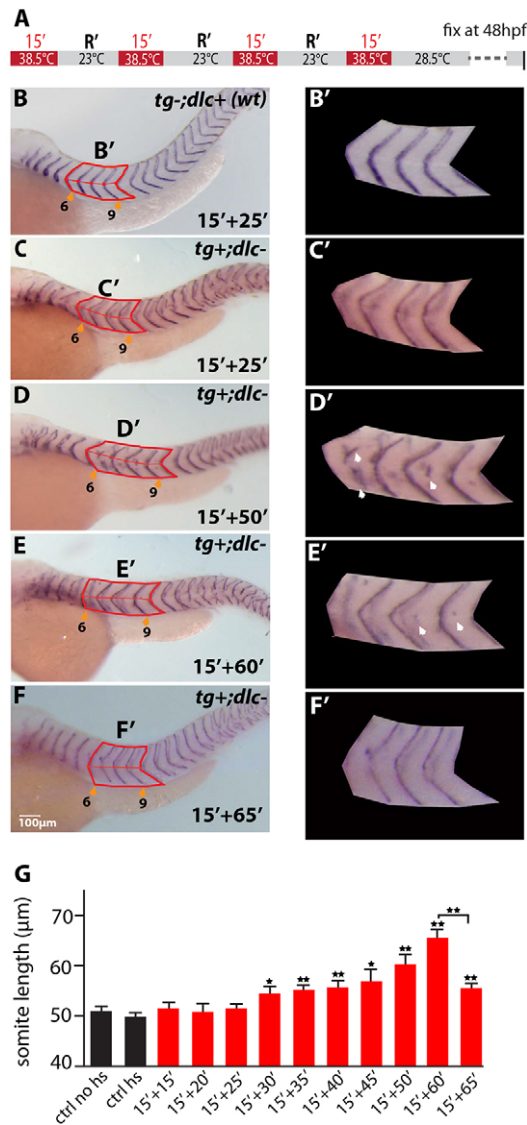 A
fix at 48hpf
15′ R′ 15′ R′ 15′ R′ 15′
38.5°C 23°C 38.5°C 23°C 38.5°C 23°C 38.5°C 28.5°C
B
tg-;dlc+ (wt)
B′
6
9
15′+25′
B′
C
tg+;dlc-
C′
6
9
15′+25′
C′
D
tg+;dlc-
D′
6
9
15′+50′
D′
E
tg+;dlc-
E′
6
9
15′+60′
E′
F
tg+;dlc-
F′
6
9
100μm
15′+65′
F′
G
somite length (μm)
70
60
50
40
ctrl no hs
ctrl hs
15′+15′
15′+20′
15′+25′
15′+30′
15′+35′
15′+40′
15′+45′
15′+50′
15′+60′
15′+65′